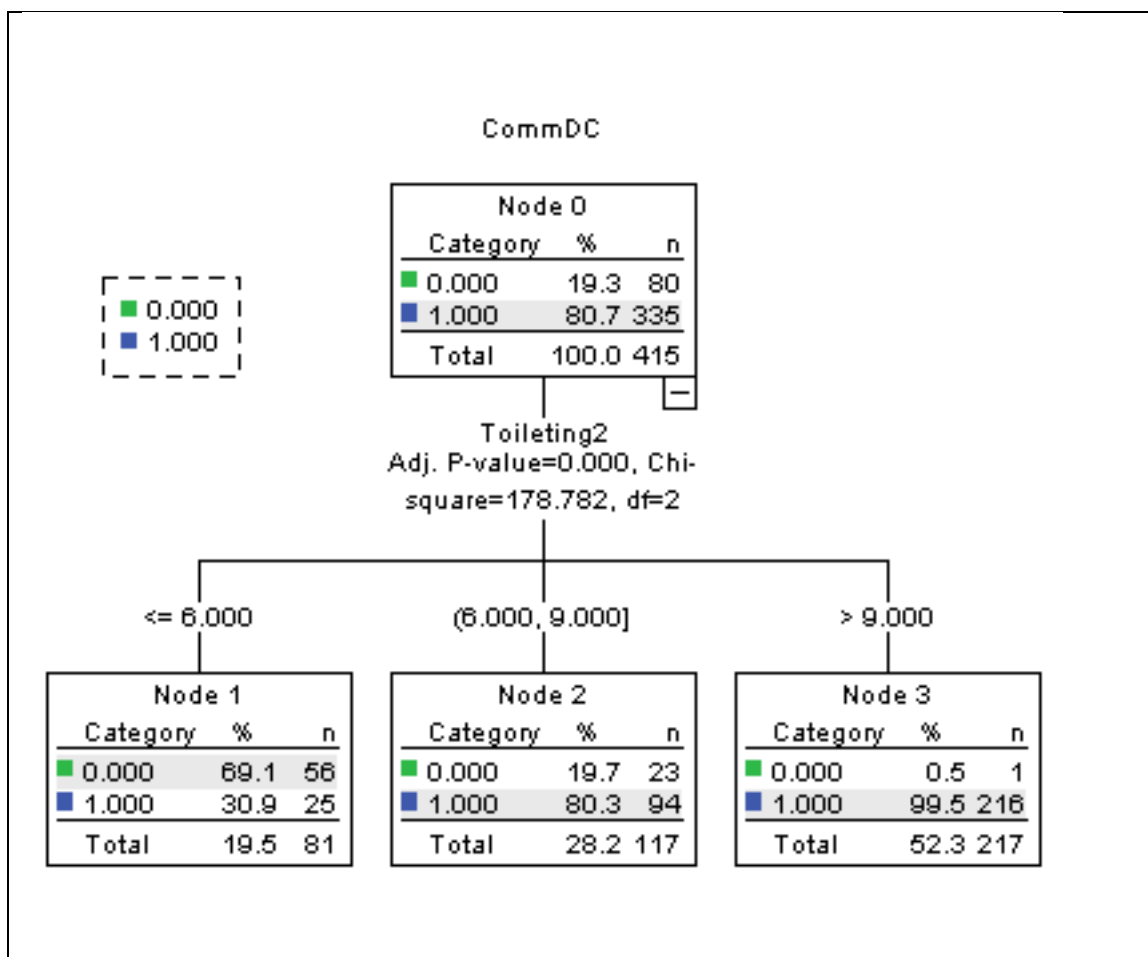 CommDC
Node 0
Category % n
0.000 19.3 80
1.000 80.7 335
Total 100.0 415
0.000
1.000
Toileting2
Adj. P-value=0.000, Chi-
square=178.782, df=2
<= 6.000
(6.000, 9.000]
> 9.000
Node 1
Category % n
0.000 69.1 56
1.000 30.9 25
Total 19.5 81
Node 2
Category % n
0.000 19.7 23
1.000 80.3 94
Total 28.2 117
Node 3
Category % n
0.000 0.5 1
1.000 99.5 216
Total 52.3 217